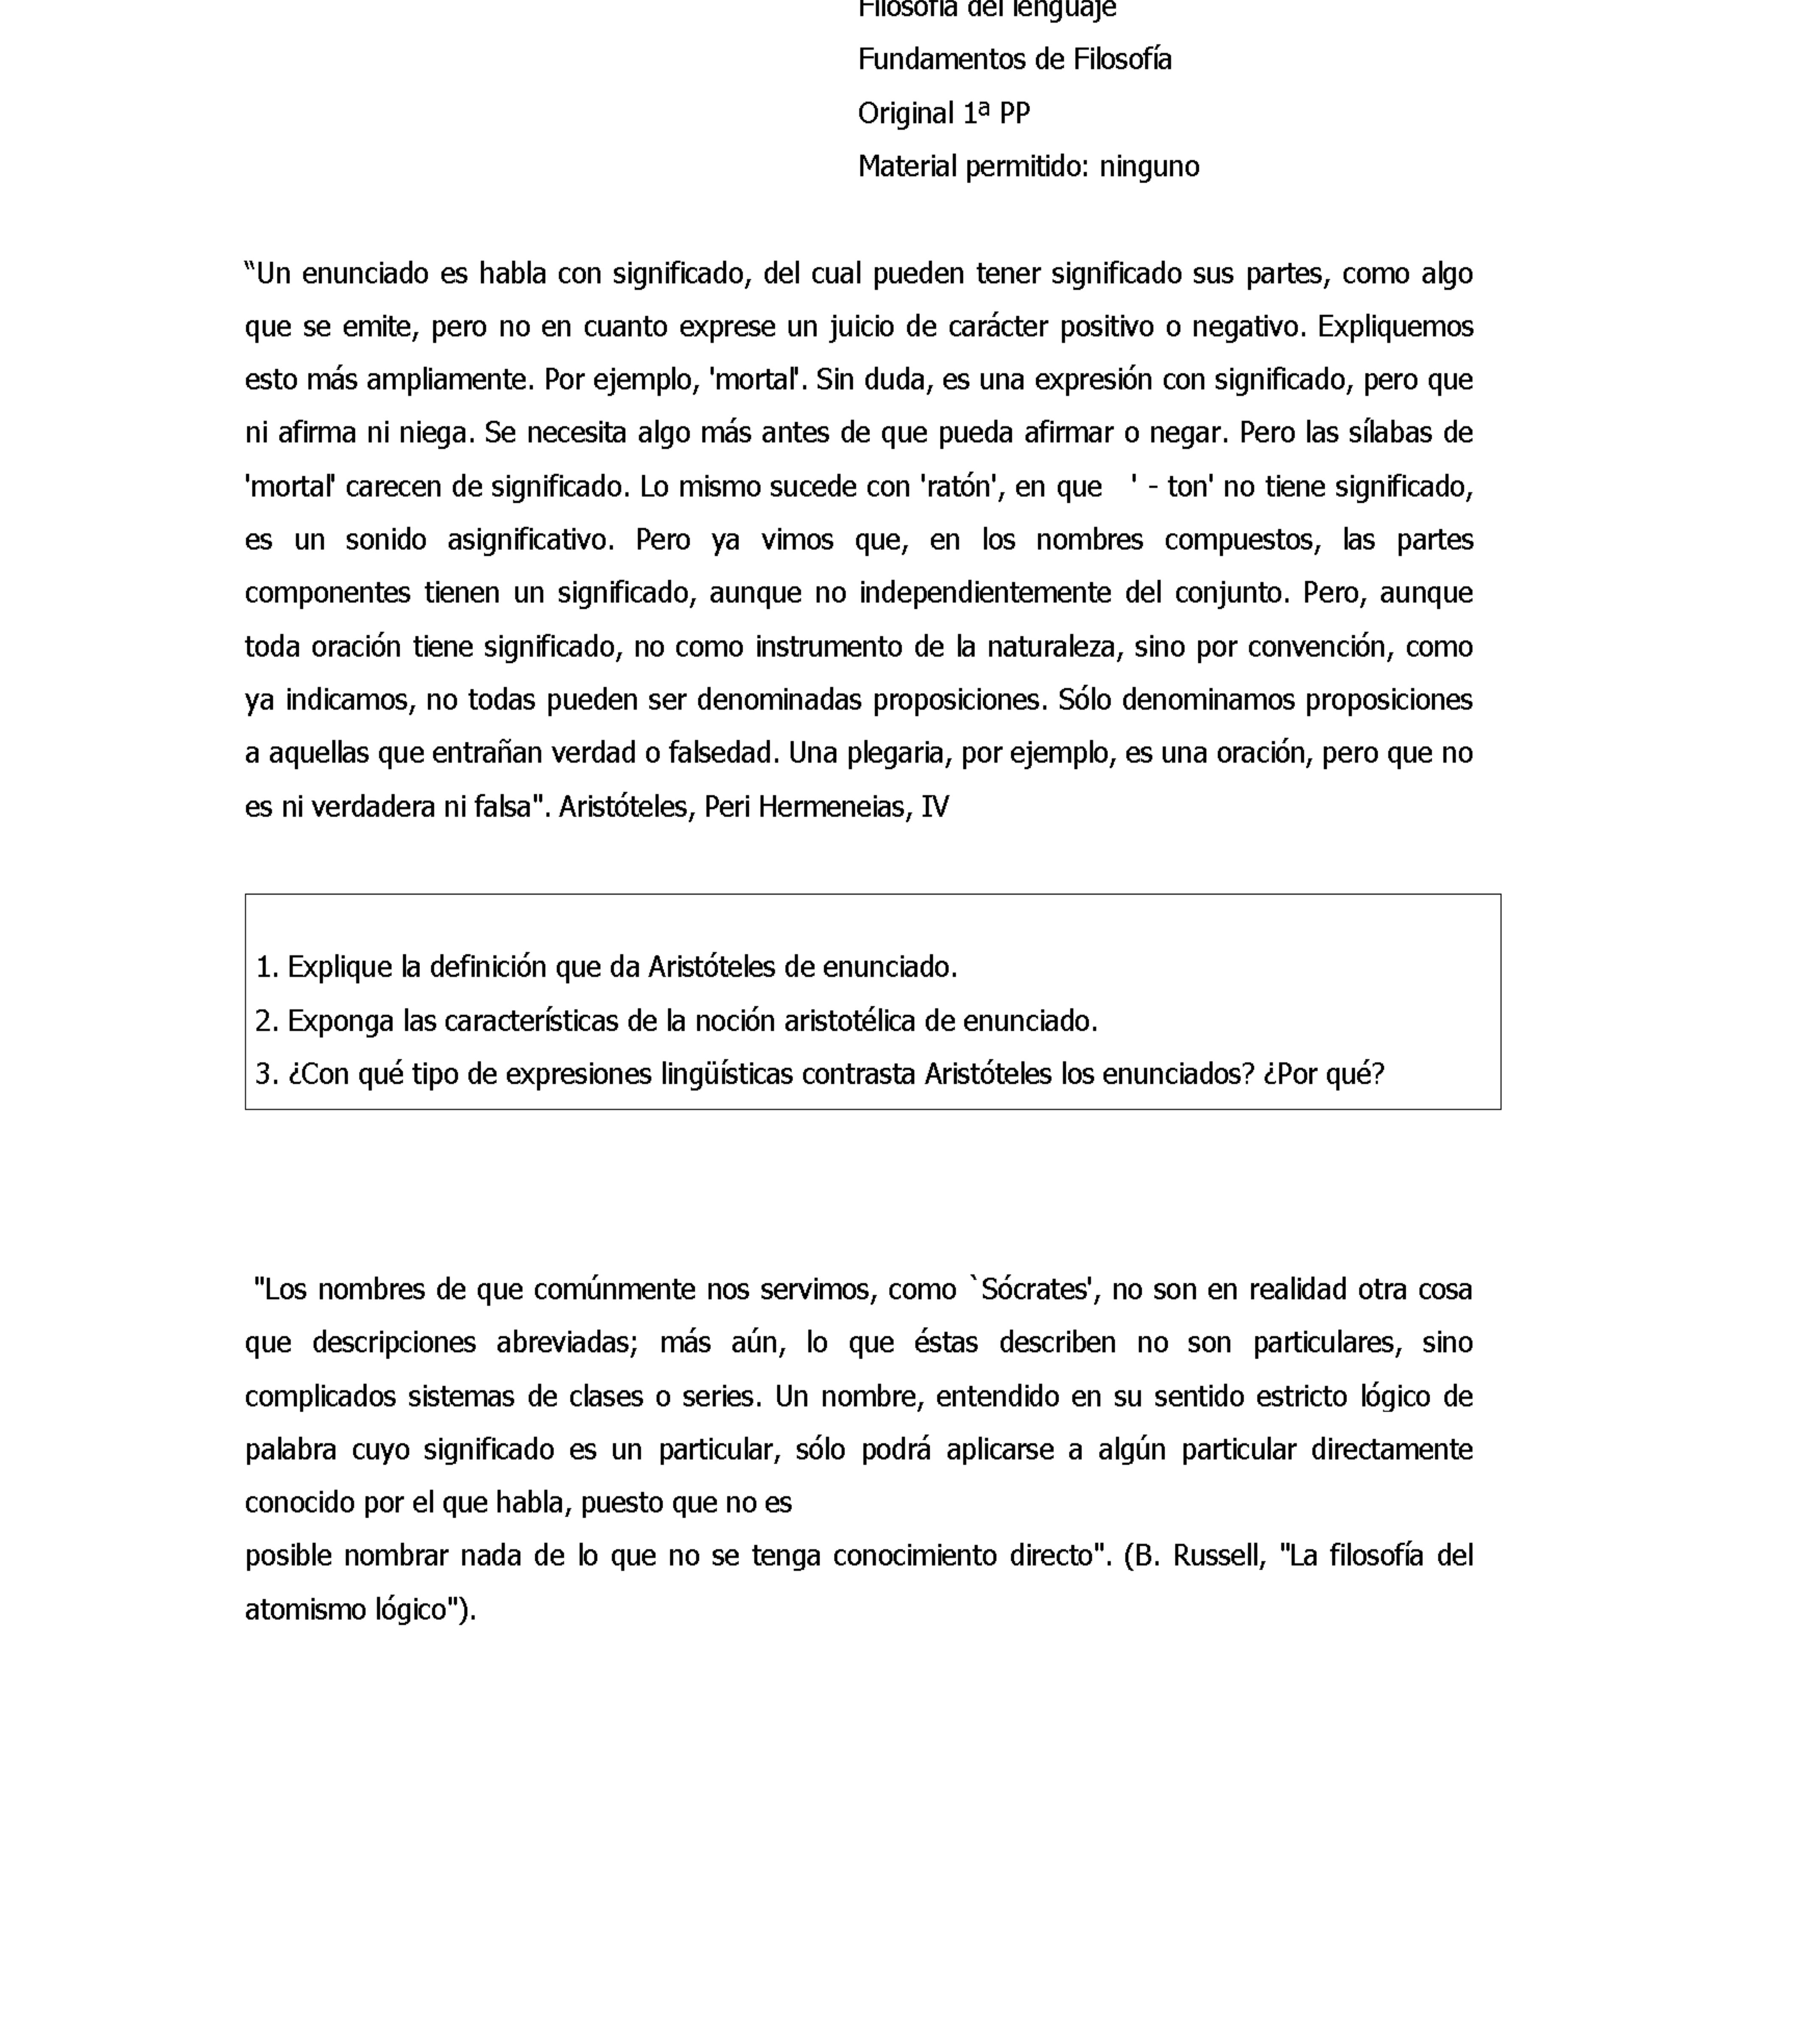 Filosofía del lenguaje
Fundamentos de Filosofía
Original 1ª PP
Material permitido: ninguno
“Un enunciado es habla con significado, del cual pueden tener significado sus partes, como algo
que se emite, pero no en cuanto exprese un juicio de carácter positivo o negativo. Expliquemos
esto más ampliamente. Por ejemplo, 'mortal'. Sin duda, es una expresión con significado, pero que
ni afirma ni niega. Se necesita algo más antes de que pueda afirmar o negar. Pero las sílabas de
'mortal' carecen de significado. Lo mismo sucede con 'ratón', en que ' - ton' no tiene significado,
es un sonido asignificativo. Pero ya vimos que, en los nombres compuestos, las partes
componentes tienen un significado, aunque no independientemente del conjunto. Pero, aunque
toda oración tiene significado, no como instrumento de la naturaleza, sino por convención, como
ya indicamos, no todas pueden ser denominadas proposiciones. Sólo denominamos proposiciones
a aquellas que entrañan verdad o falsedad. Una plegaria, por ejemplo, es una oración, pero que no
es ni verdadera ni falsa". Aristóteles, Peri Hermeneias, IV
1. Explique la definición que da Aristóteles de enunciado.
2. Exponga las características de la noción aristotélica de enunciado.
3. ¿Con qué tipo de expresiones lingüísticas contrasta Aristóteles los enunciados? ¿Por qué?
"Los nombres de que comúnmente nos servimos, como `Sócrates', no son en realidad otra cosa
que descripciones abreviadas; más aún, lo que éstas describen no son particulares, sino
complicados sistemas de clases o series. Un nombre, entendido en su sentido estricto lógico de
palabra cuyo significado es un particular, sólo podrá aplicarse a algún particular directamente
conocido por el que habla, puesto que no es
posible nombrar nada de lo que no se tenga conocimiento directo". (B. Russell, "La filosofía del
atomismo lógico").